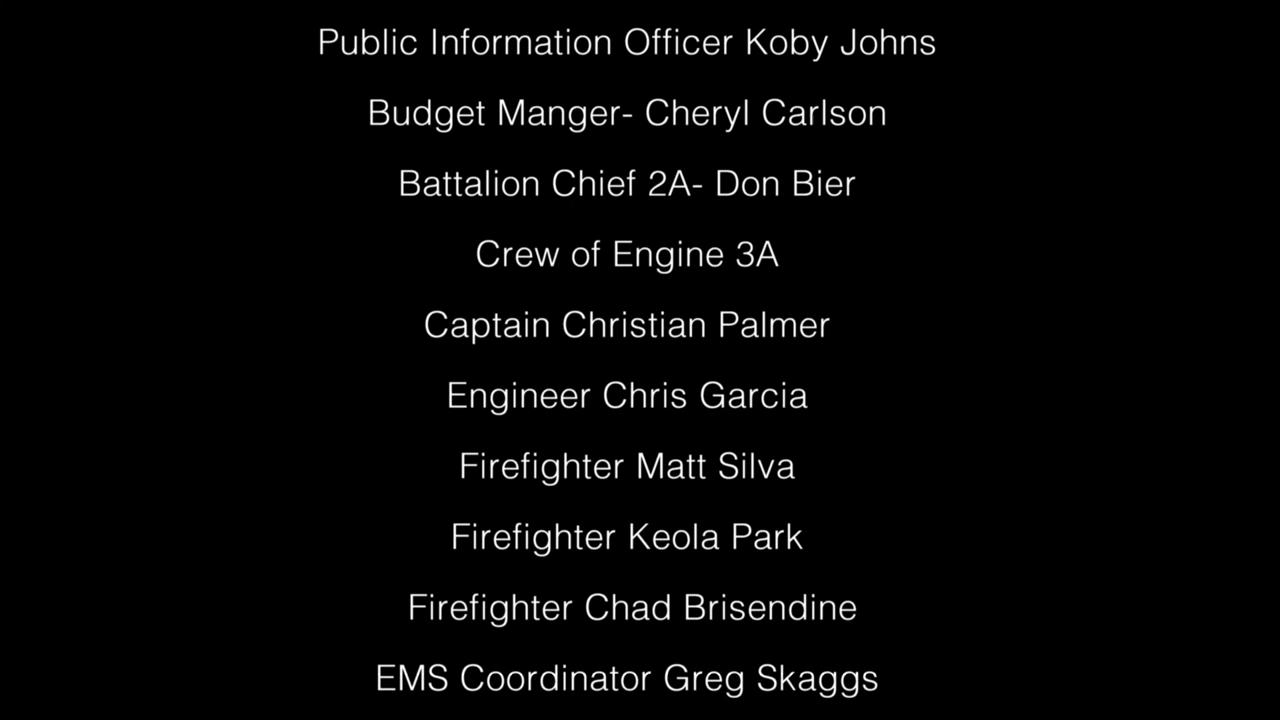 Public Information Officer Koby Johns
Budget Manger- Cheryl Carlson
Battalion Chief 2A- Don Bier
Crew of Engine 3A
Captain Christian Palmer
Engineer Chris Garcia
Firefighter Matt Silva
Firefighter Keola Park
Firefighter Chad Brisendine
EMS Coordinator Greg Skaggs